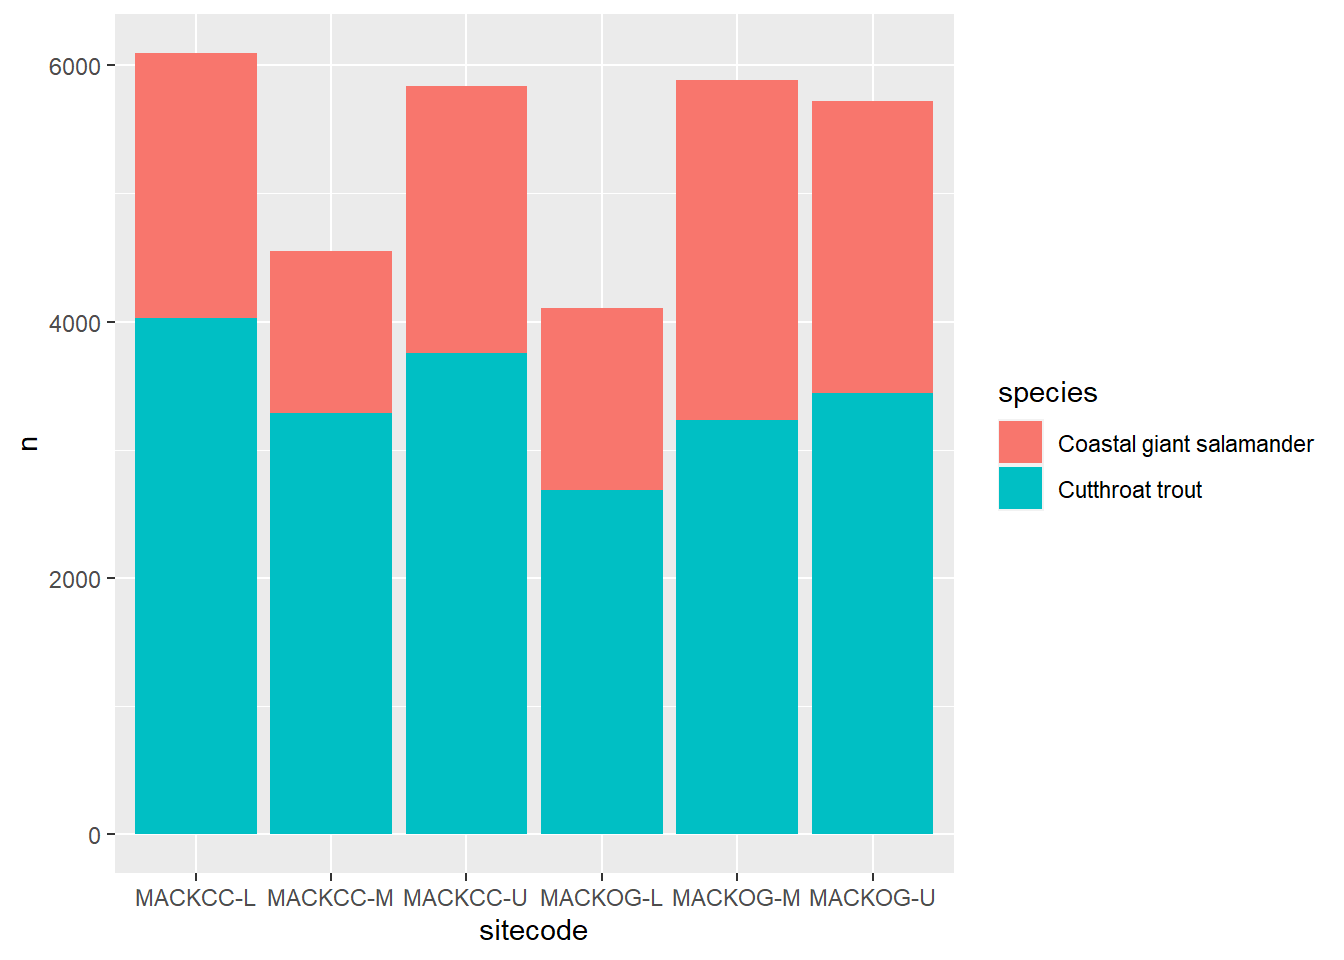 6000
4000
2000
0
n
MACKCC-L MACKCC-M MACKCC-U MACKOG-L MACKOG-M MACKOG-U
sitecode
species
Coastal giant salamander
Cutthroat trout